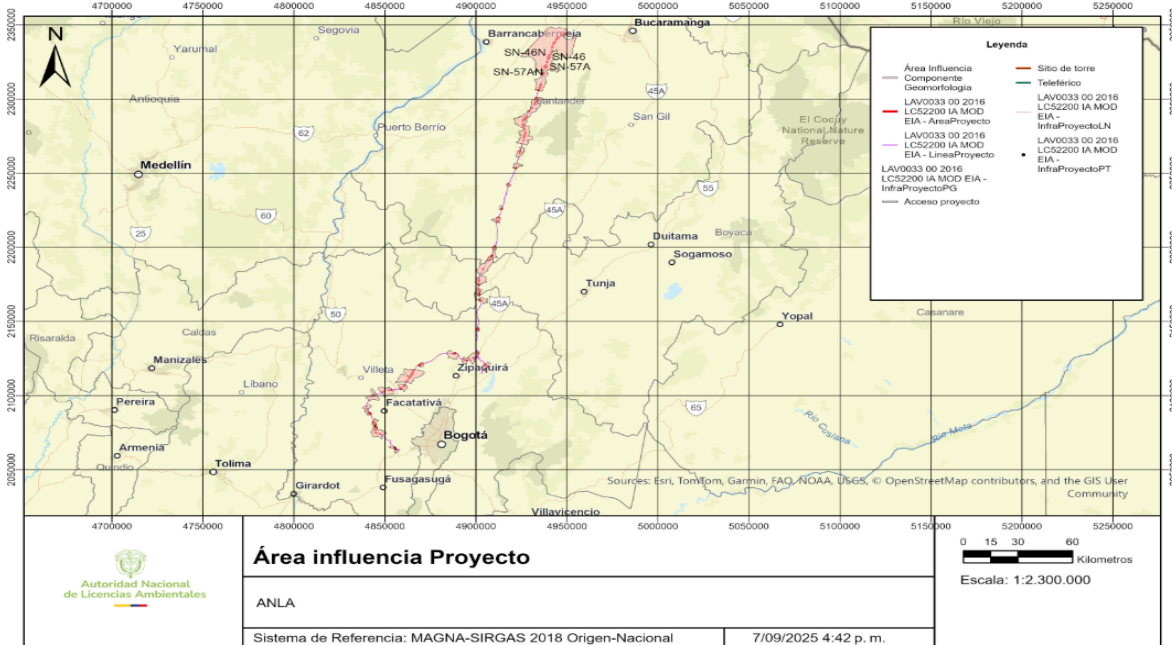 2350000
2300000
2250000
2200000
2150000
2100000
2050000
N
Segovia
Yarumal
Antioquia
Barrancabermeja
Bucaramanga
Río Viejo
SN-46N
SN-46
SN-57A
SN-57AN
Santander
45A
San Gil
El Cocuy
National Nature
Reserve
Puerto Berrío
62
Medellín
25
60
55
45A
Duitama
Boyaca
Sogamoso
Tunja
50
45A
Yopal
Casanare
Risaralda
Caldas
Manizales
Líbano
Villeta
Zipaquirá
Pereira
Facatativá
65
Río Cusiana
Río Meta
Bogotá
Armenia
Quindío
Tolima
Girardot
Fusagasugá
Villavicencio
Sources: Esri, TomTom, Garmin, FAO, NOAA, USGS, © OpenStreetMap contributors, and the GIS User
Community
Leyenda
Área Influencia
Componente
Geomorfología
LAV0033 00 2016
LC52200 IA MOD
EIA - AreaProyecto
LAV0033 00 2016
LC52200 IA MOD
EIA - LineaProyecto
LAV0033 00 2016
LC52200 IA MOD EIA -
InfraProyectoPG
Acceso proyecto
Sitio de torre
Teleférico
LAV0033 00 2016
LC52200 IA MOD
EIA -
InfraProyectoLN
LAV0033 00 2016
LC52200 IA MOD
EIA -
InfraProyectoPT
4700000 4750000 4800000 4850000 4900000 4950000 5000000 5050000 5100000 5150000 5200000 5250000
Autoridad Nacional
de Licencias Ambientales
Área influencia Proyecto
ANLA
Sistema de Referencia: MAGNA-SIRGAS 2018 Origen-Nacional
7/09/2025 4:42 p. m.
0 15 30 60
Kilometros
Escala: 1:2.300.000